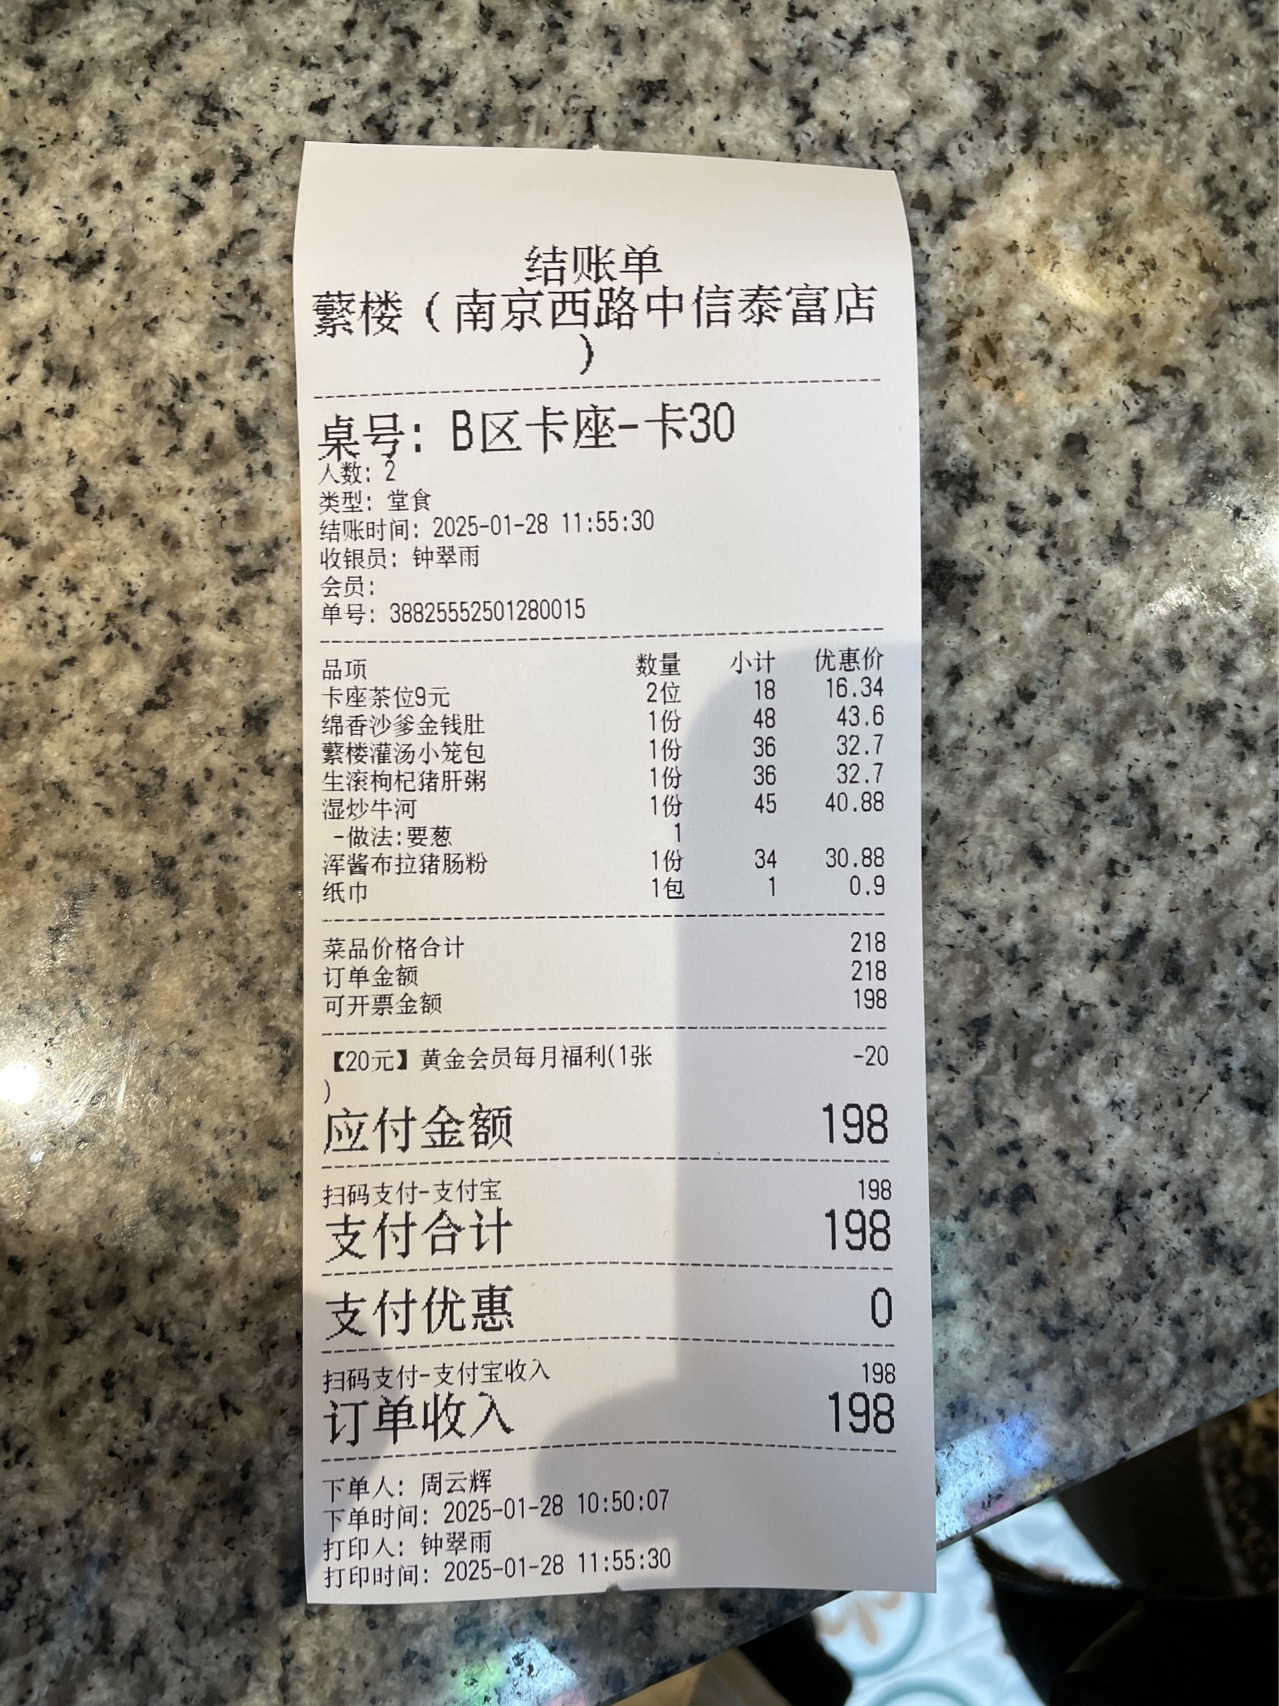 结账单
蘩楼（南京西路中信泰富店
）
桌号: B区卡座-卡30
人数: 2
类型: 堂食
结账时间: 2025-01-28 11:55:30
收银员: 钟翠雨
会员:
单号: 38825552501280015
品项 数量 小计 优惠价
卡座茶位9元 2位 18 16.34
绵香沙爹金钱肚 1份 48 43.6
蘩楼灌汤小笼包 1份 36 32.7
生滚枸杞猪肝粥 1份 36 32.7
湿炒牛河 1份 45 40.88
-做法:要葱 1
浑酱布拉猪肠粉 1份 34 30.88
纸巾 1包 1 0.9
菜品价格合计 218
订单金额 218
可开票金额 198
【20元】黄金会员每月福利(1张 -20
)
应付金额 198
扫码支付-支付宝 198
支付合计 198
支付优惠 0
扫码支付-支付宝收入 198
订单收入 198
下单人: 周云辉
下单时间: 2025-01-28 10:50:07
打印人: 钟翠雨
打印时间: 2025-01-28 11:55:30